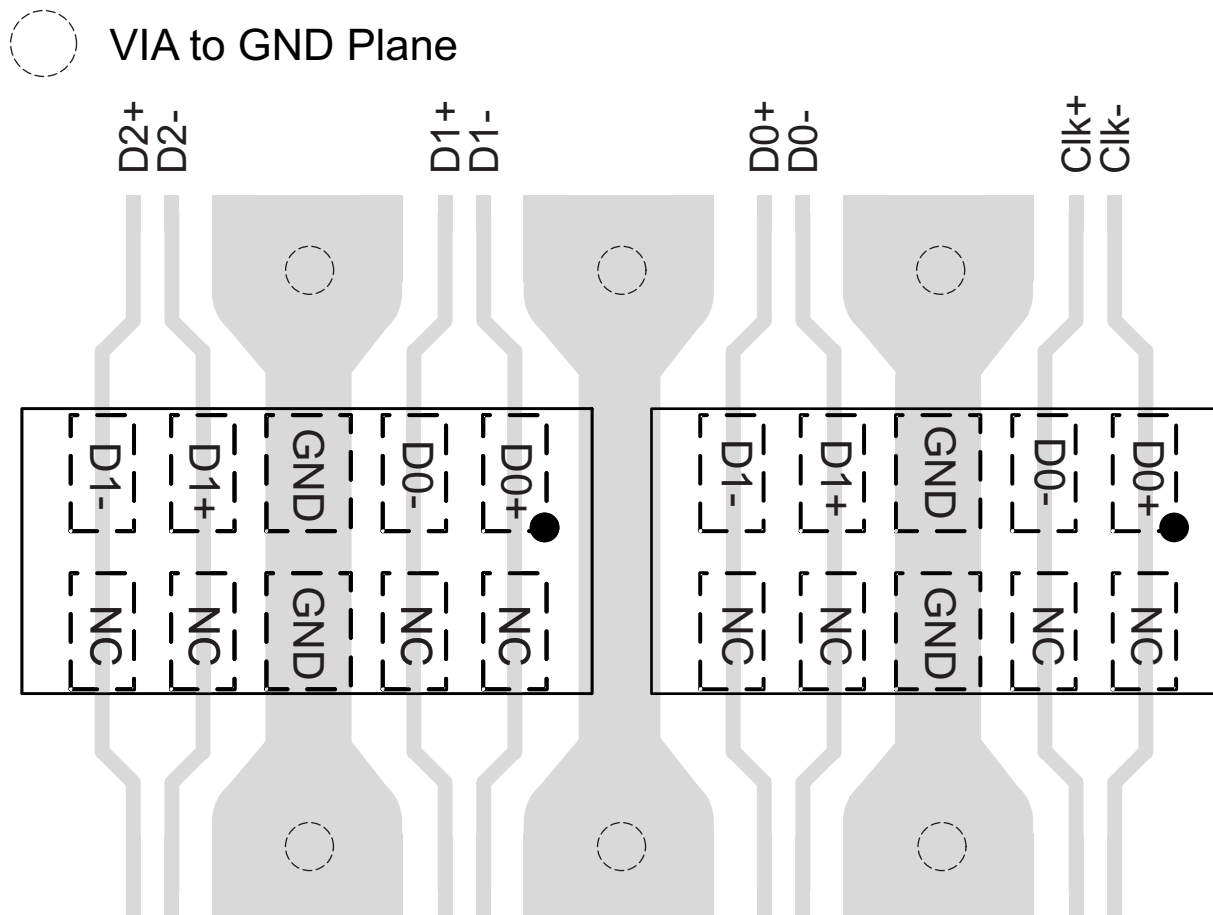 VIA to GND Plane
D2+
D2-
D1+
D1-
D0+
D0-
Clk+
Clk-
D1-
D1+
GND
D0-
D0+
D1-
D1+
GND
D0-
D0+
NC
NC
GND
NC
NC
NC
NC
GND
NC
NC